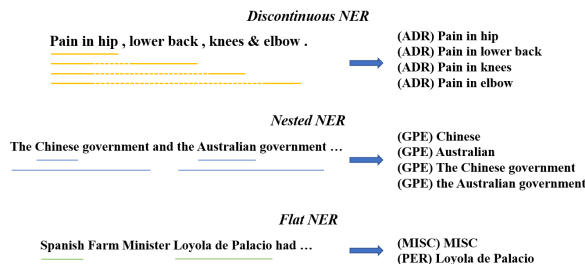 Discontinuous NER
Pain in hip , lower back , knees & elbow .
(ADR) Pain in hip
(ADR) Pain in lower back
(ADR) Pain in knees
(ADR) Pain in elbow
Nested NER
The Chinese government and the Australian government …
(GPE) Chinese
(GPE) Australian
(GPE) The Chinese government
(GPE) the Australian government
Flat NER
Spanish Farm Minister Loyola de Palacio had …
(MISC) MISC
(PER) Loyola de Palacio